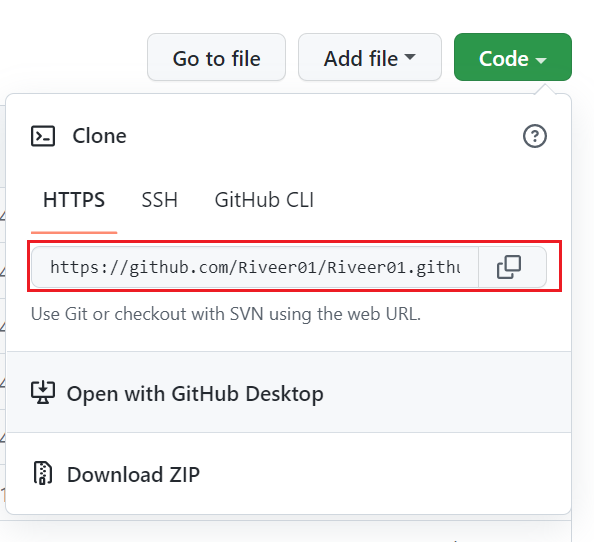 Go to file Add file Code
Clone
HTTPS SSH GitHub CLI
https://github.com/Riveer01/Riveer01.githu
Use Git or checkout with SVN using the web URL.
Open with GitHub Desktop
Download ZIP